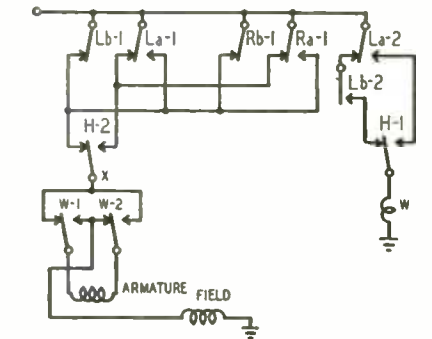 Lb-1 La-1 Rb-1 Ra-1 La-2
Lb-2
H-2 H-1
X
W-1 W-2 W
ARMATURE FIELD